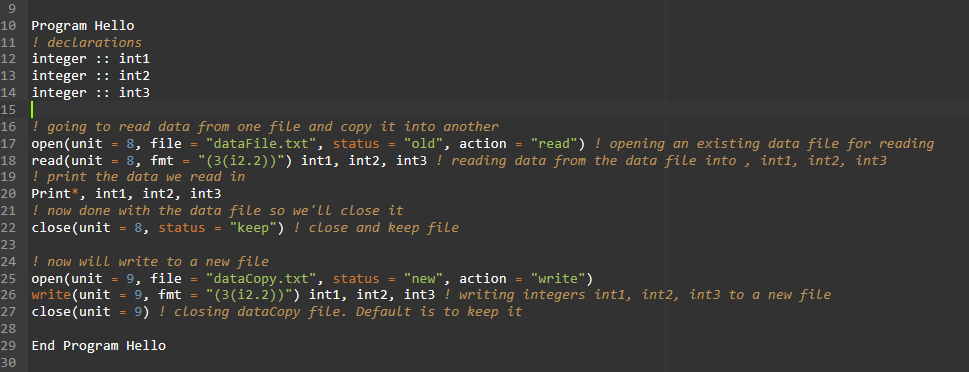 9
10 Program Hello
11 ! declarations
12 integer :: int1
13 integer :: int2
14 integer :: int3
15
16 ! going to read data from one file and copy it into another
17 open(unit = 8, file = "dataFile.txt", status = "old", action = "read") ! opening an existing data file for reading
18 read(unit = 8, fmt = "(3(i2.2))") int1, int2, int3 ! reading data from the data file into , int1, int2, int3
19 ! print the data we read in
20 Print*, int1, int2, int3
21 ! now done with the data file so we'll close it
22 close(unit = 8, status = "keep") ! close and keep file
23
24 ! now will write to a new file
25 open(unit = 9, file = "dataCopy.txt", status = "new", action = "write")
26 write(unit = 9, fmt = "(3(i2.2))") int1, int2, int3 ! writing integers int1, int2, int3 to a new file
27 close(unit = 9) ! closing dataCopy file. Default is to keep it
28
29 End Program Hello
30